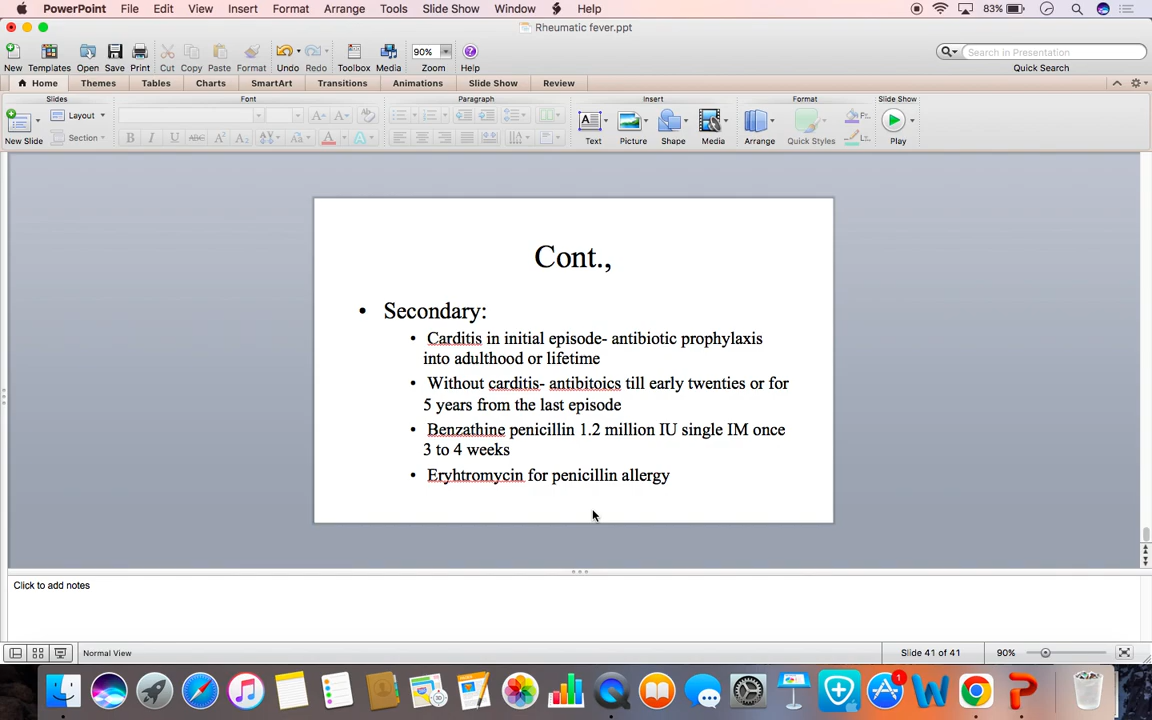 PowerPoint File Edit View Insert Format Arrange Tools Slide Show Window Help 83%
Rheumatic fever.ppt
90% Search in Presentation
New Templates Open Save Print Cut Copy Paste Format Undo Redo Toolbox Media Zoom Help Quick Search
Home Themes Tables Charts SmartArt Transitions Animations Slide Show Review
Slides Font Paragraph Insert Format Slide Show
Layout
New Slide Section Text Picture Shape Media Arrange Quick Styles Play
Cont.,
• Secondary:
• Carditis in initial episode- antibiotic prophylaxis
into adulthood or lifetime
• Without carditis- antibitoics till early twenties or for
5 years from the last episode
• Benzathine penicillin 1.2 million IU single IM once
3 to 4 weeks
• Eryhtromycin for penicillin allergy
Click to add notes
Normal View Slide 41 of 41 90%